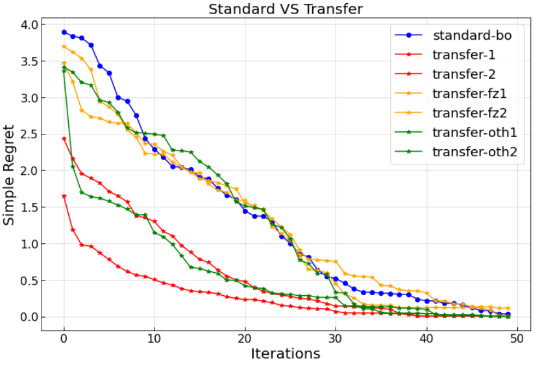 Standard VS Transfer
4.0
3.5
3.0
2.5
2.0
1.5
1.0
0.5
0.0
Simple Regret
standard-bo
transfer-1
transfer-2
transfer-fz1
transfer-fz2
transfer-oth1
transfer-oth2
0
10
20
30
40
50
Iterations